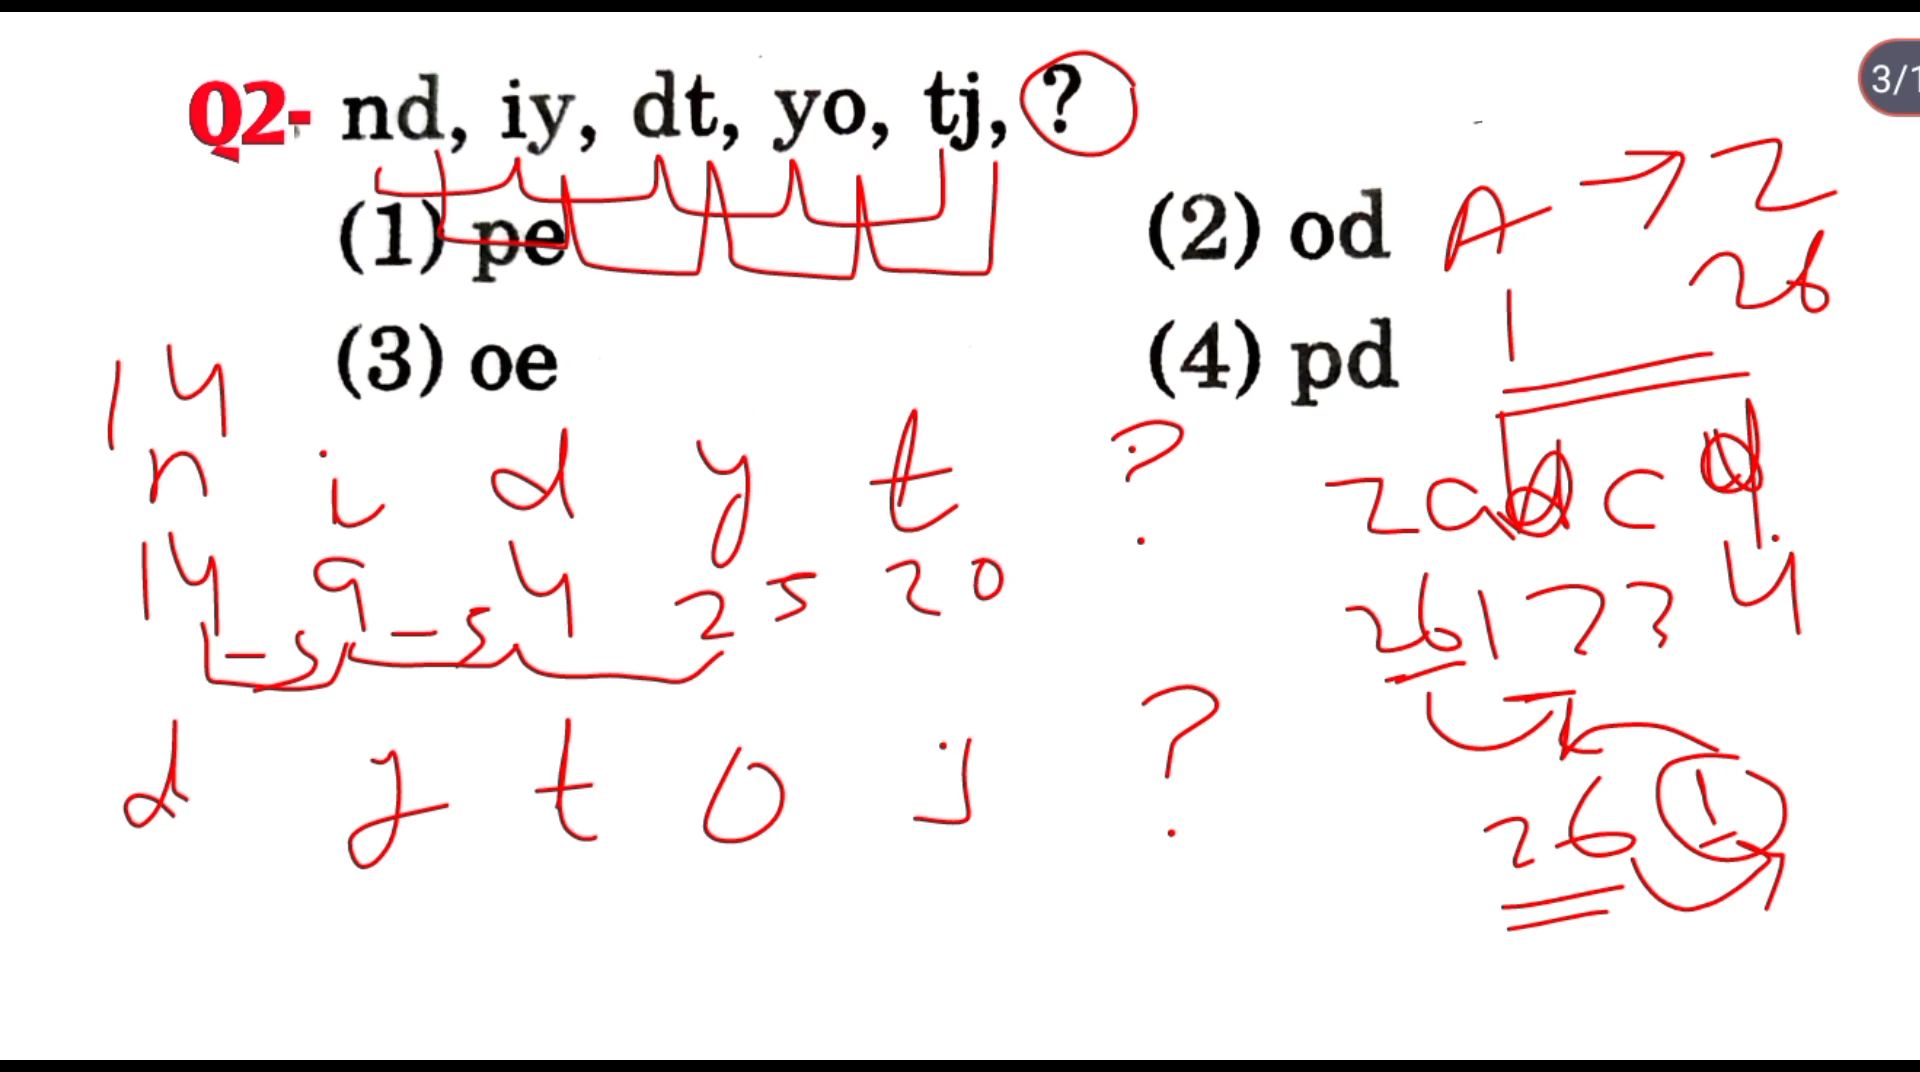 Q2- nd, iy, dt, yo, tj, ?
3/1
(1) pe (2) od
(3) oe (4) pd
A → Z
1 26
14
n i d y t ?
14 9 4 25 20
-5 -5
d y t o j ?
z a c d
26 1 3 4
26 1